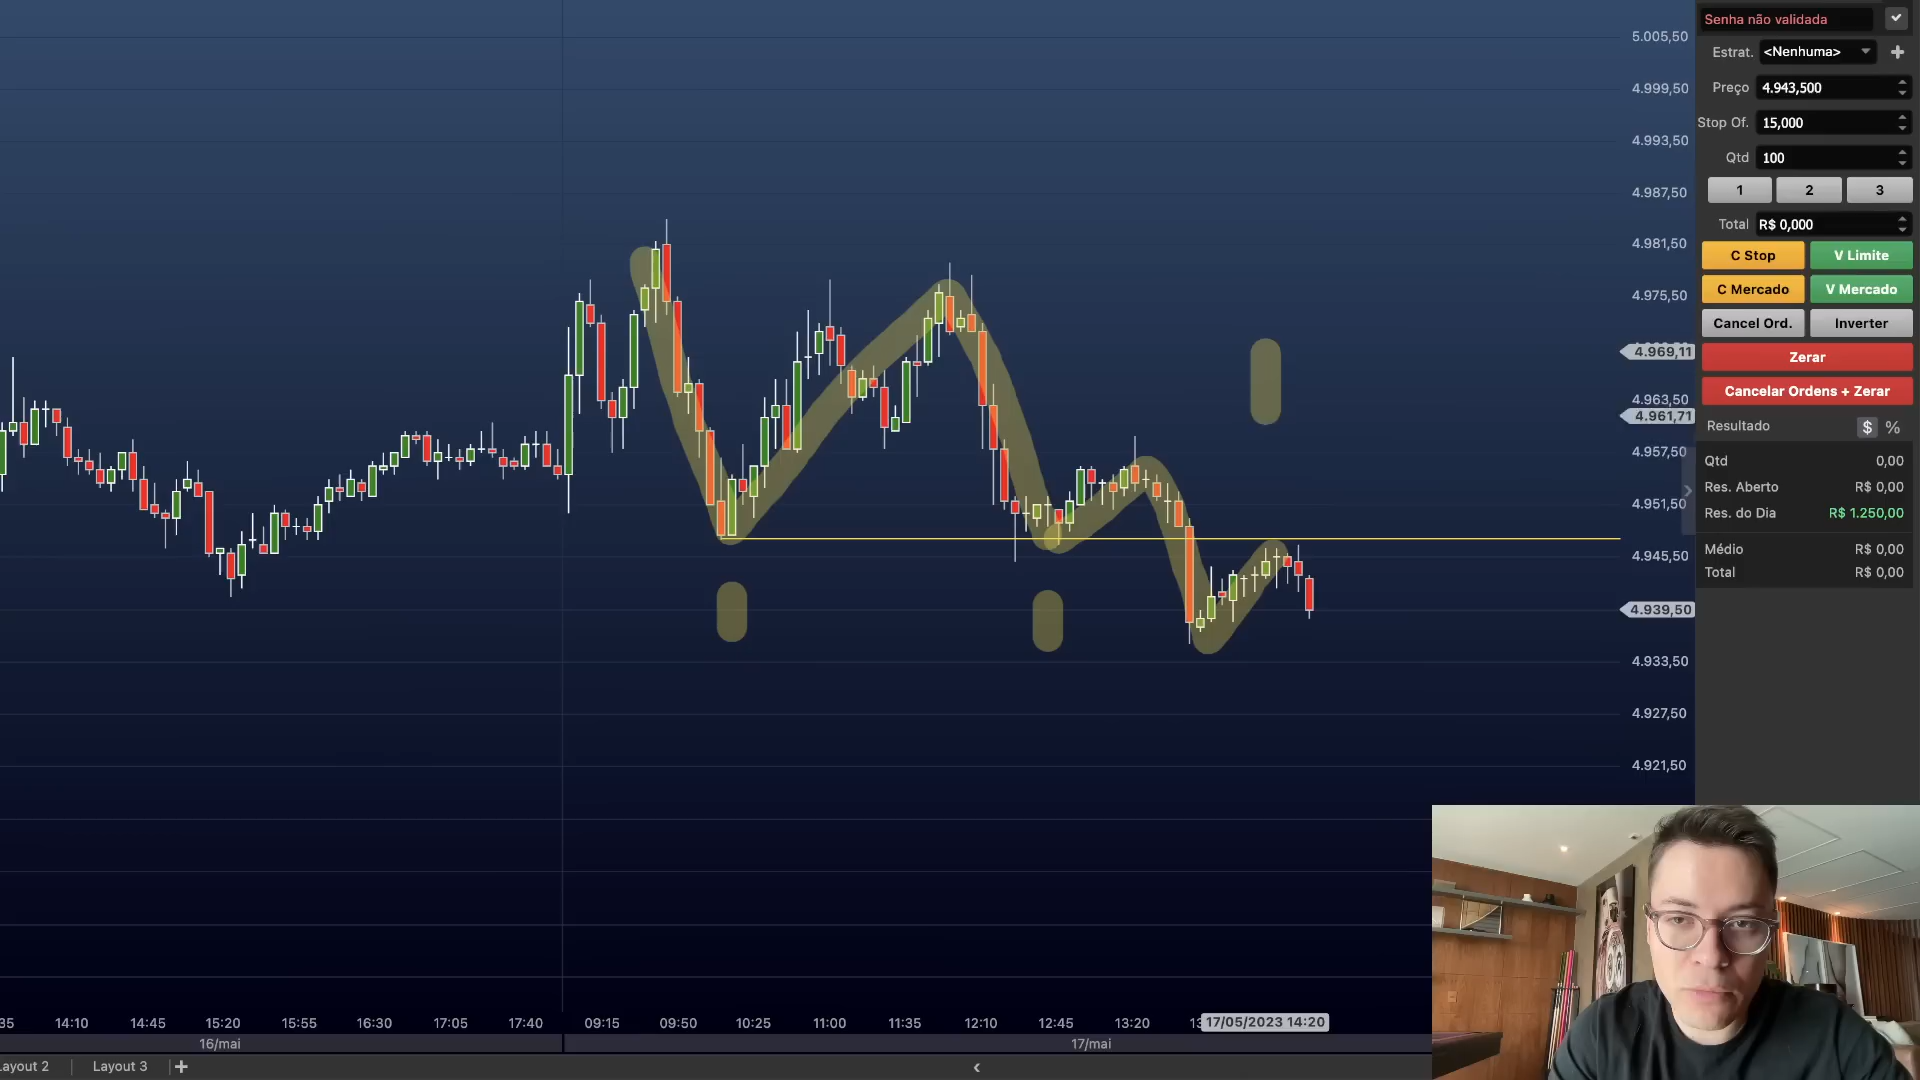 Senha não validada
Estrat. <Nenhuma>
Preço 4.943,500
Stop Of. 15,000
Qtd 100
1 2 3
Total R$ 0,000
C Stop V Limite
C Mercado V Mercado
Cancel Ord. Inverter
Zerar
Cancelar Ordens + Zerar
Resultado $ %
Qtd 0,00
Res. Aberto R$ 0,00
Res. do Dia R$ 1.250,00
Médio R$ 0,00
Total R$ 0,00
5.005,50
4.999,50
4.993,50
4.987,50
4.981,50
4.975,50
4.969,11
4.963,50
4.961,71
4.957,50
4.951,50
4.945,50
4.939,50
4.933,50
4.927,50
4.921,50
35 14:10 14:45 15:20 15:55 16:30 17:05 17:40 09:15 09:50 10:25 11:00 11:35 12:10 12:45 13:20 17/05/2023 14:20
16/mai 17/mai
ayout 2 Layout 3 +